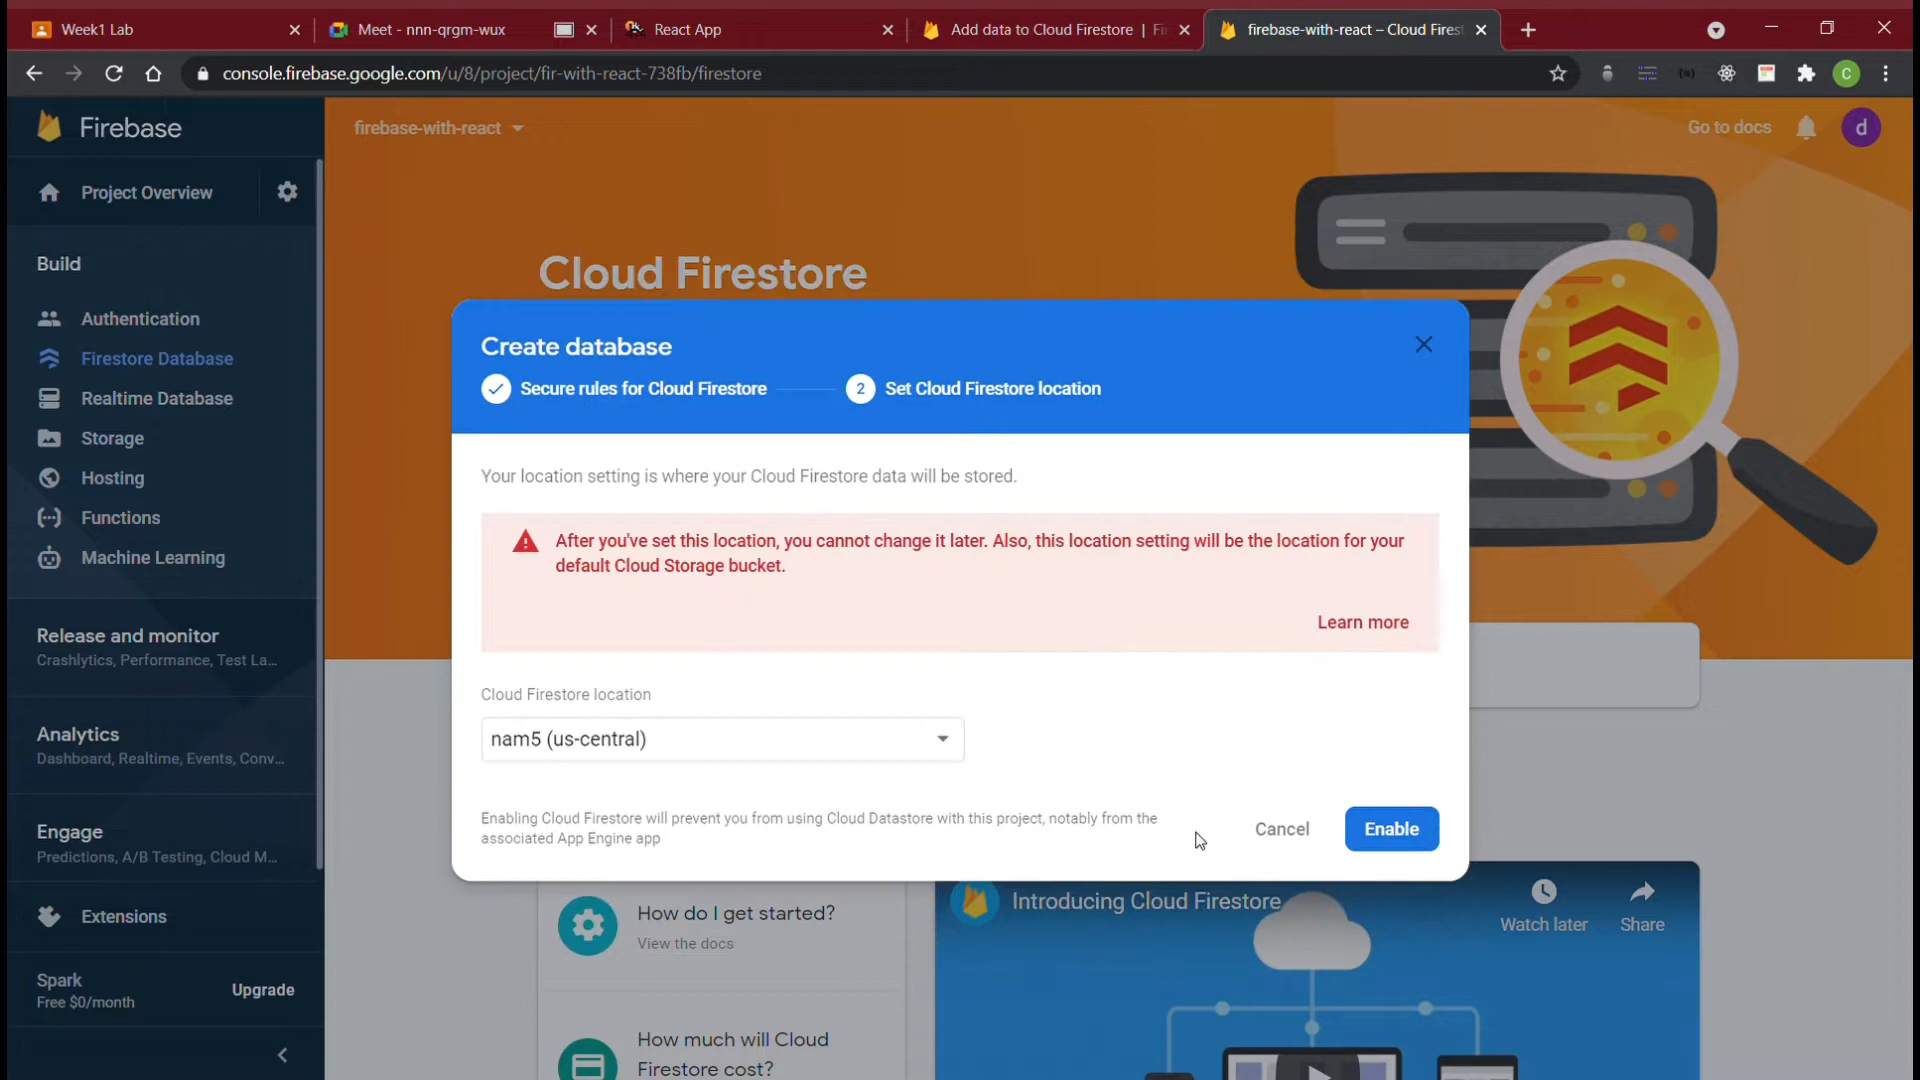 Week1 Lab
Meet - nnn-qrgm-wux
React App
Add data to Cloud Firestore | Fi
firebase-with-react – Cloud Firest
console.firebase.google.com/u/8/project/fir-with-react-738fb/firestore
C
Firebase
firebase-with-react
Go to docs
d
Project Overview
Build
Authentication
Firestore Database
Realtime Database
Storage
Hosting
Functions
Machine Learning
Release and monitor
Crashlytics, Performance, Test La...
Analytics
Dashboard, Realtime, Events, Conv...
Engage
Predictions, A/B Testing, Cloud M...
Extensions
Spark
Free $0/month
Upgrade
Cloud Firestore
Create database
Secure rules for Cloud Firestore
2 Set Cloud Firestore location
Your location setting is where your Cloud Firestore data will be stored.
After you've set this location, you cannot change it later. Also, this location setting will be the location for your
default Cloud Storage bucket.
Learn more
Cloud Firestore location
nam5 (us-central)
Enabling Cloud Firestore will prevent you from using Cloud Datastore with this project, notably from the
associated App Engine app
Cancel
Enable
How do I get started?
View the docs
How much will Cloud
Firestore cost?
Introducing Cloud Firestore
Watch later
Share